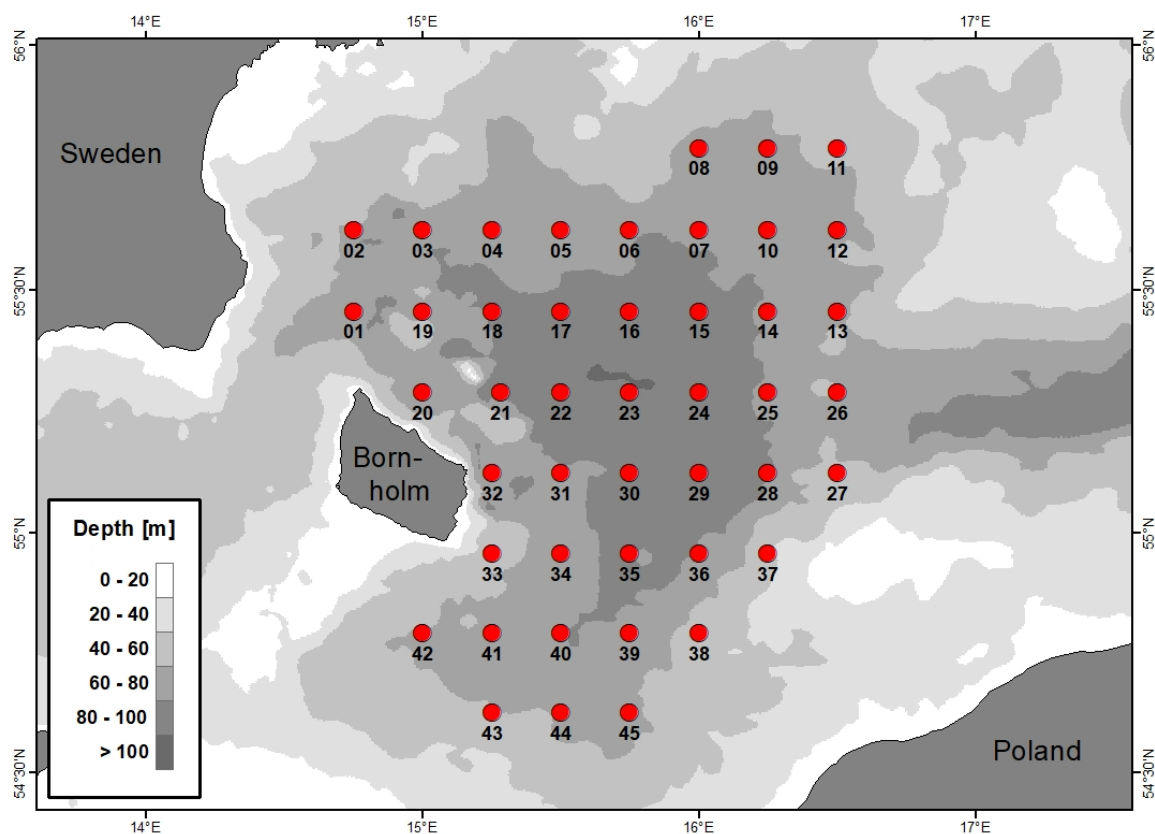 14°E 15°E 16°E 17°E
56°N 56°N
Sweden
08 09 11
02 03 04 05 06 07 10 12
55°30'N 55°30'N
01 19 18 17 16 15 14 13
20 21 22 23 24 25 26
Born-
holm
32 31 30 29 28 27
Depth [m]
55°N 55°N
0 - 20
20 - 40
40 - 60
60 - 80
80 - 100
> 100
33 34 35 36 37
42 41 40 39 38
43 44 45
Poland
54°30'N 54°30'N
14°E 15°E 16°E 17°E